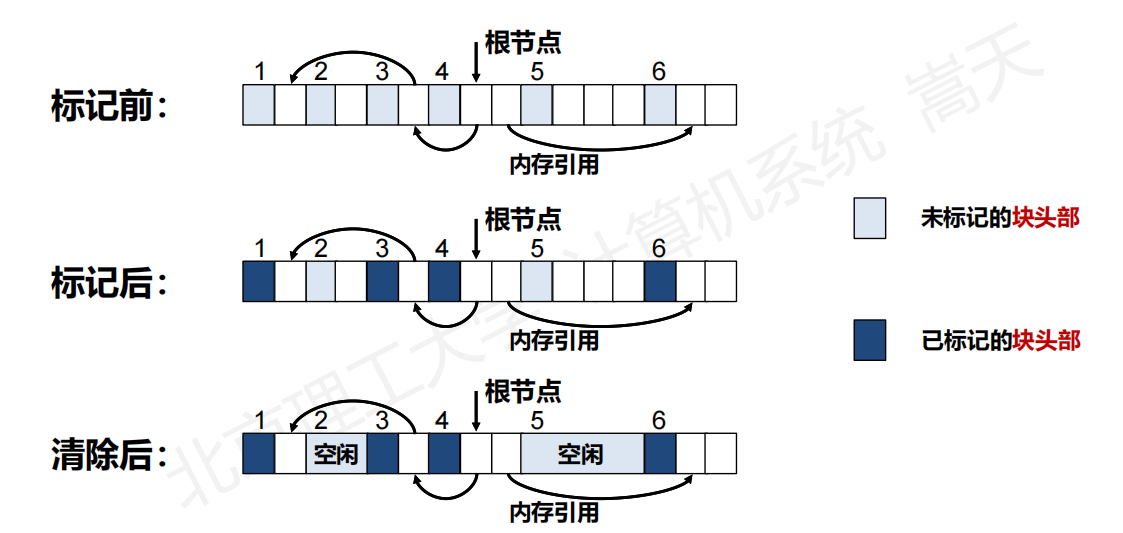 根节点
1 2 3 4 5 6
标记前：
内存引用
根节点
1 2 3 4 5 6
标记后：
内存引用
未标记的块头部
已标记的块头部
根节点
1 2 3 4 5 6
清除后：
空闲 空闲
内存引用
北京理工大学 计算机系统 嵩天